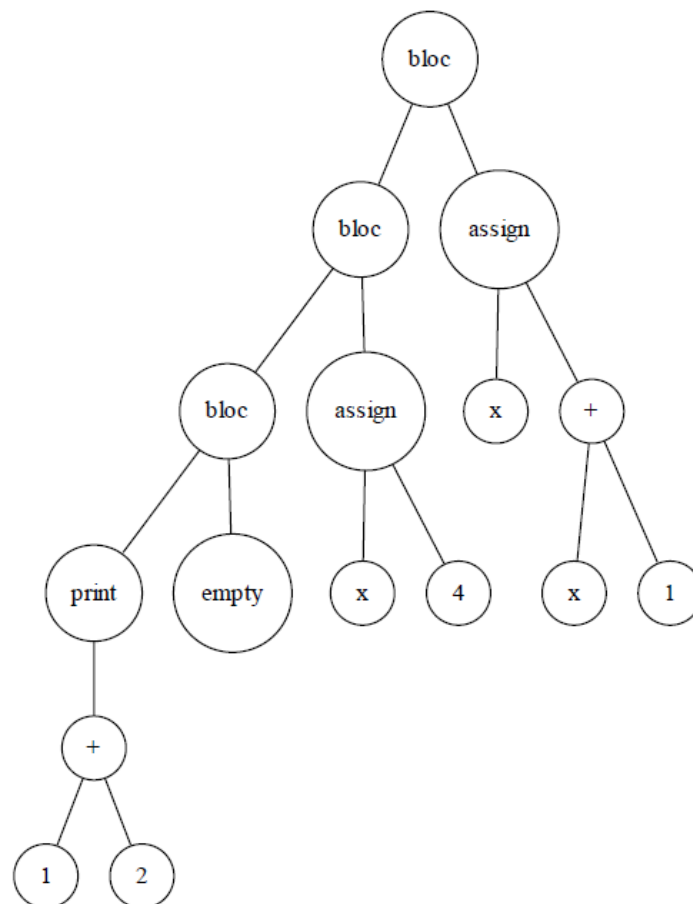 bloc
bloc assign
bloc assign x +
print empty x 4 x 1
+
1 2